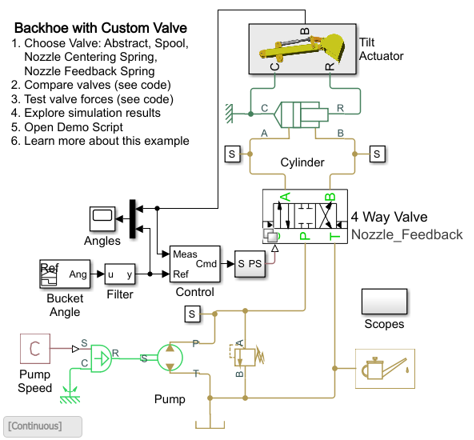 Backhoe with Custom Valve
1. Choose Valve: Abstract, Spool,
Nozzle Centering Spring,
Nozzle Feedback Spring
2. Compare valves (see code)
3. Test valve forces (see code)
4. Explore simulation results
5. Open Demo Script
6. Learn more about this example
B
C
R
Tilt
Actuator
C
R
A
B
S
S
Cylinder
A
B
P
T
4 Way Valve
Nozzle_Feedback
Angles
Meas
Ref
Cmd
Control
S PS
Ref
Ang
Bucket
Angle
u
y
Filter
S
Scopes
C
Pump
Speed
S
C
R
S
P
T
Pump
A
B
[Continuous]